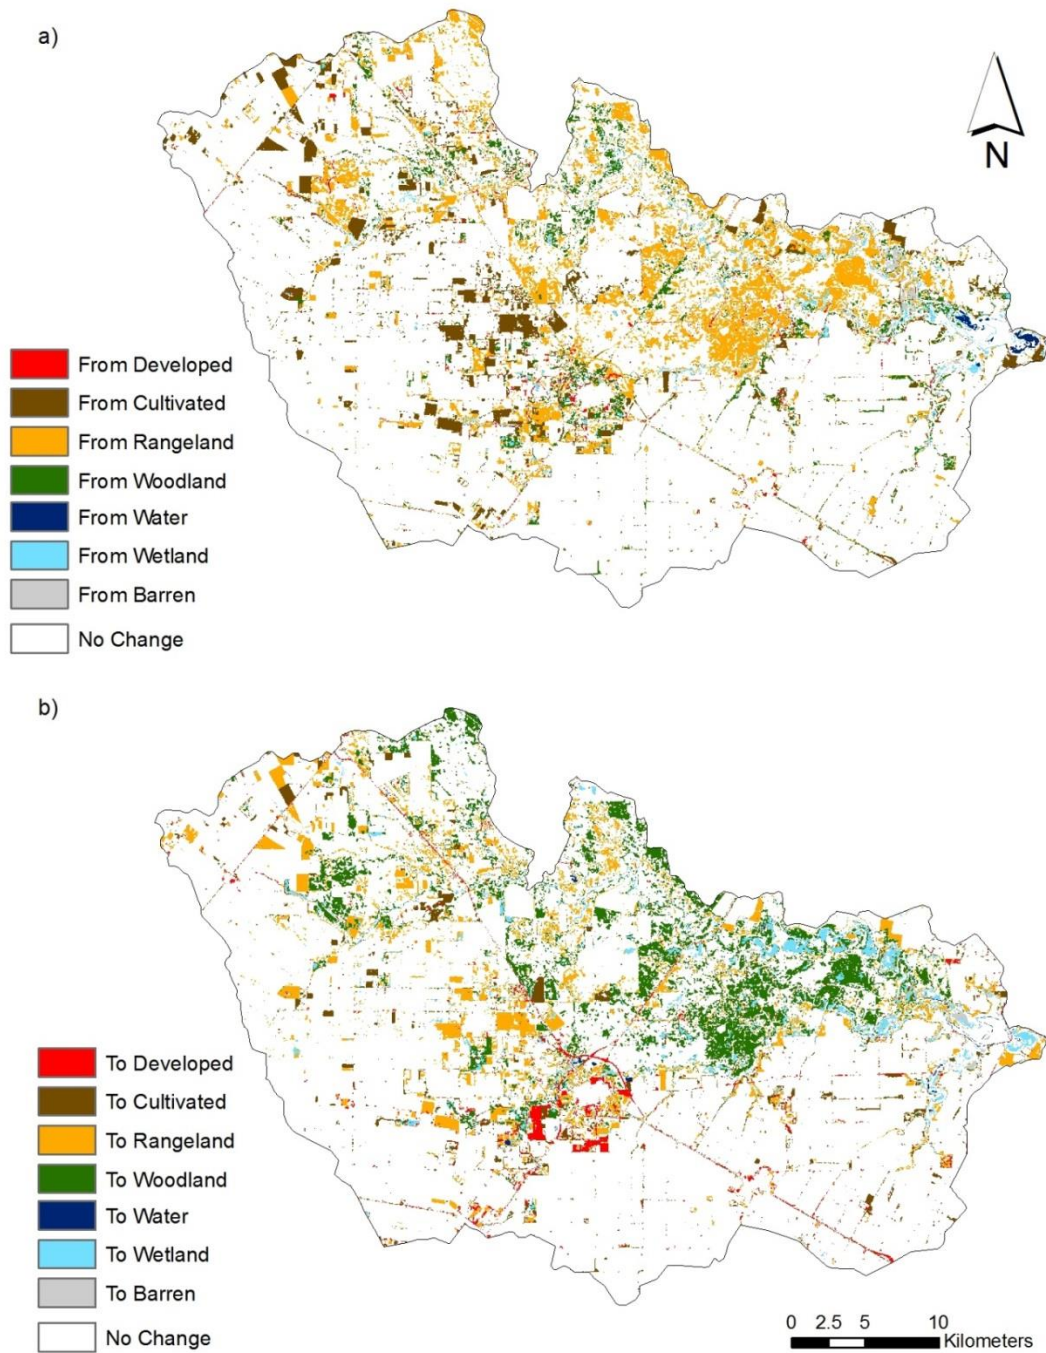 a)
N
From Developed
From Cultivated
From Rangeland
From Woodland
From Water
From Wetland
From Barren
No Change
b)
To Developed
To Cultivated
To Rangeland
To Woodland
To Water
To Wetland
To Barren
No Change
0 2.5 5 10
Kilometers